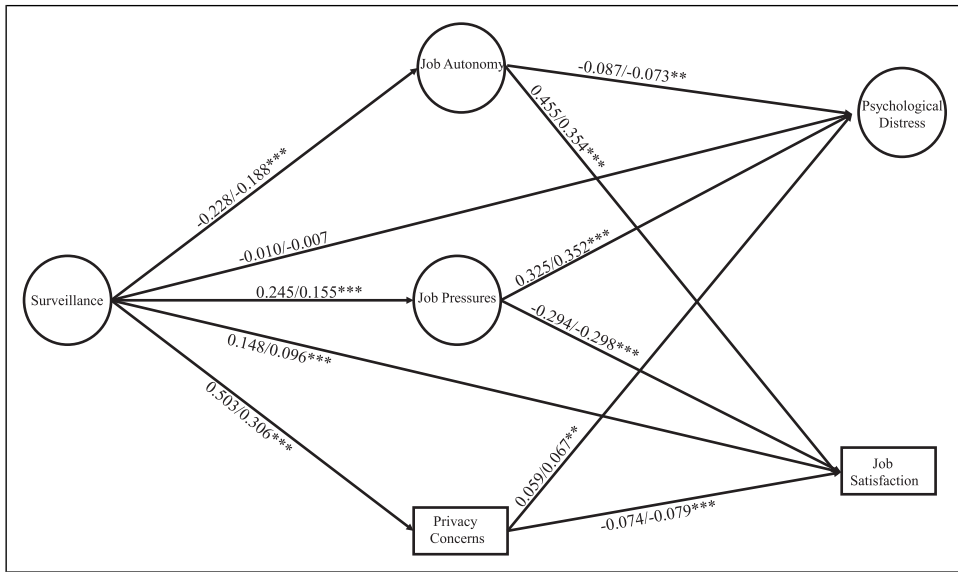 Job Autonomy
-0.087/-0.073**
Psychological
Distress
0.455/0.354***
-0.228/-0.188***
-0.010/-0.007
0.325/0.352***
Surveillance
0.245/0.155***
Job Pressures
-0.294/-0.298***
0.148/0.096***
0.503/0.306***
0.059/0.067**
Job
Satisfaction
Privacy
Concerns
-0.074/-0.079***